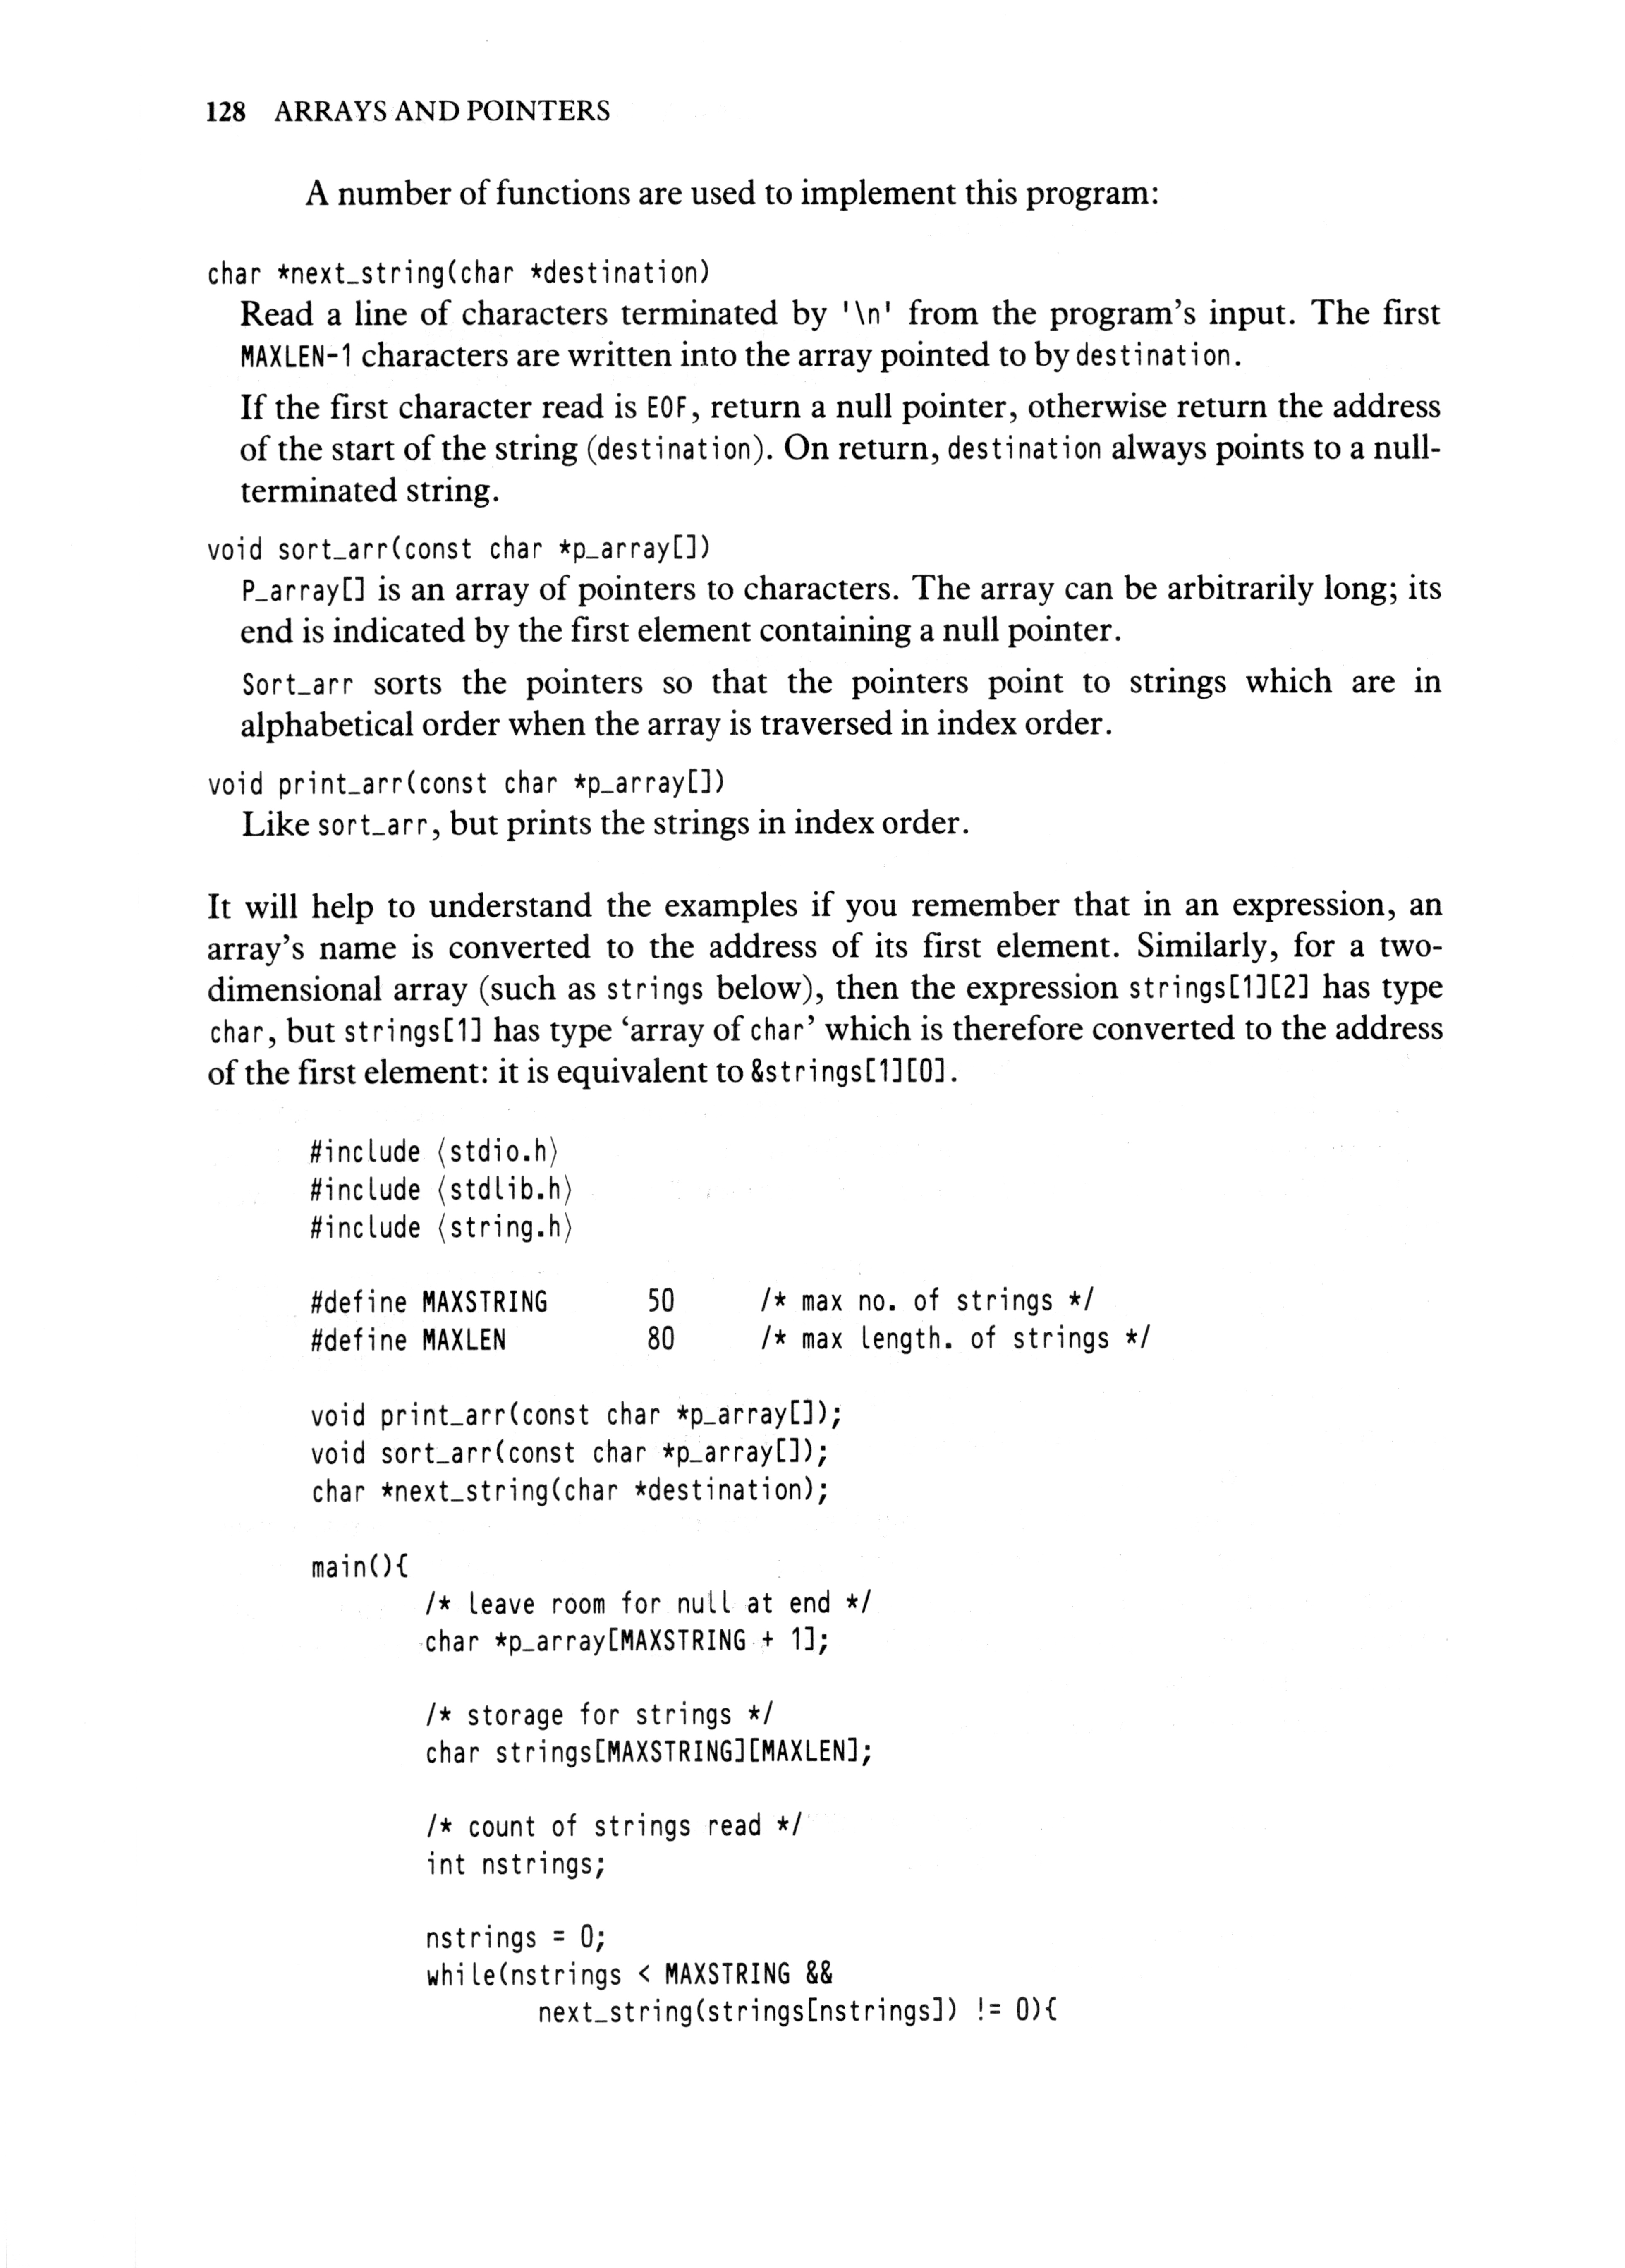 128 ARRAYS AND POINTERS
A number of functions are used to implement this program:
char *next_string(char *destination)
Read a line of characters terminated by '\n' from the program's input. The first
MAXLEN-1 characters are written into the array pointed to by destination.
If the first character read is EOF, return a null pointer, otherwise return the address
of the start of the string (destination). On return, destination always points to a null-
terminated string.
void sort_arr(const char *p_array[])
P_array[] is an array of pointers to characters. The array can be arbitrarily long; its
end is indicated by the first element containing a null pointer.
Sort_arr sorts the pointers so that the pointers point to strings which are in
alphabetical order when the array is traversed in index order.
void print_arr(const char *p_array[])
Like sort_arr, but prints the strings in index order.
It will help to understand the examples if you remember that in an expression, an
array's name is converted to the address of its first element. Similarly, for a two-
dimensional array (such as strings below), then the expression strings[1][2] has type
char, but strings[1] has type ‘array of char’ which is therefore converted to the address
of the first element: it is equivalent to &strings[1][0].
#include ⟨stdio.h⟩
#include ⟨stdlib.h⟩
#include ⟨string.h⟩
#define MAXSTRING 50 /* max no. of strings */
#define MAXLEN 80 /* max length. of strings */
void print_arr(const char *p_array[]);
void sort_arr(const char *p_array[]);
char *next_string(char *destination);
main(){
/* leave room for null at end */
char *p_array[MAXSTRING + 1];
/* storage for strings */
char strings[MAXSTRING][MAXLEN];
/* count of strings read */
int nstrings;
nstrings = 0;
while(nstrings < MAXSTRING &&
next_string(strings[nstrings]) != 0){